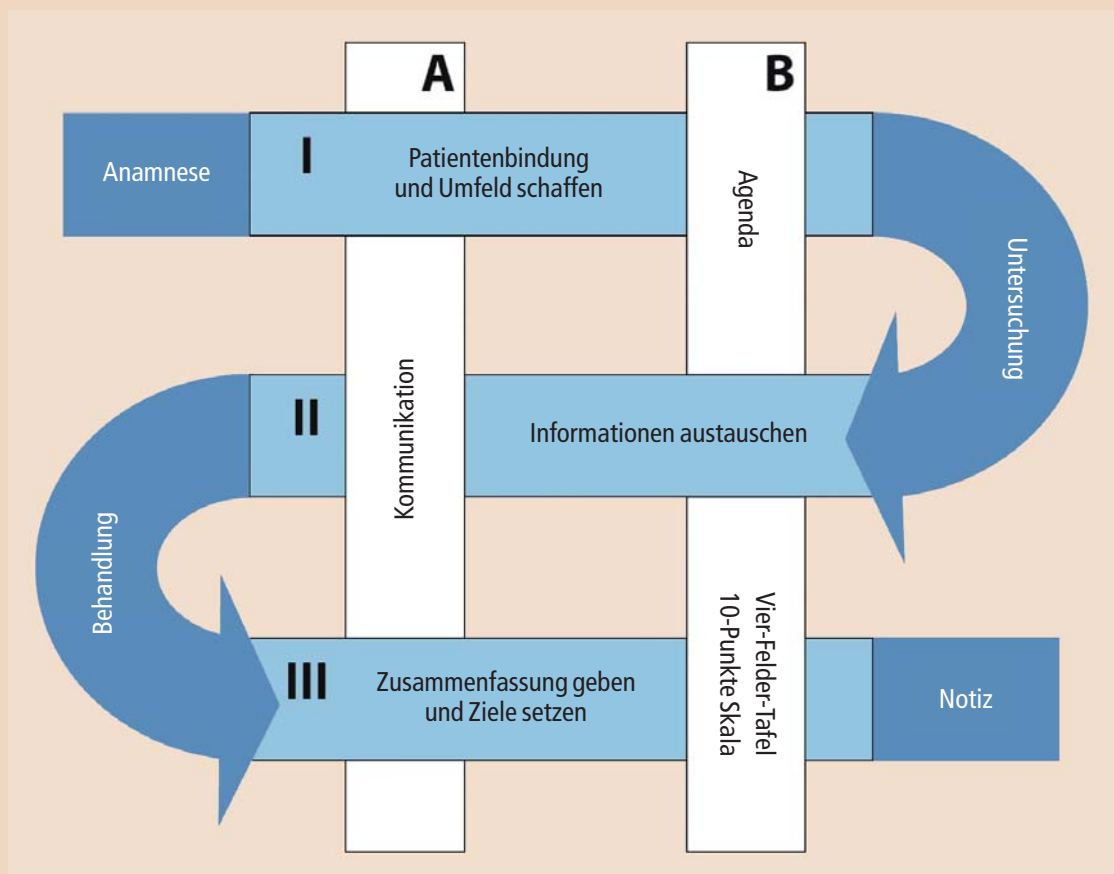 A
B
Anamnese
I
Patientenbindung
und Umfeld schaffen
Agenda
Untersuchung
II
Kommunikation
Informationen austauschen
Behandlung
III
Zusammenfassung geben
und Ziele setzen
Vier-Felder-Tafel
10-Punkte Skala
Notiz